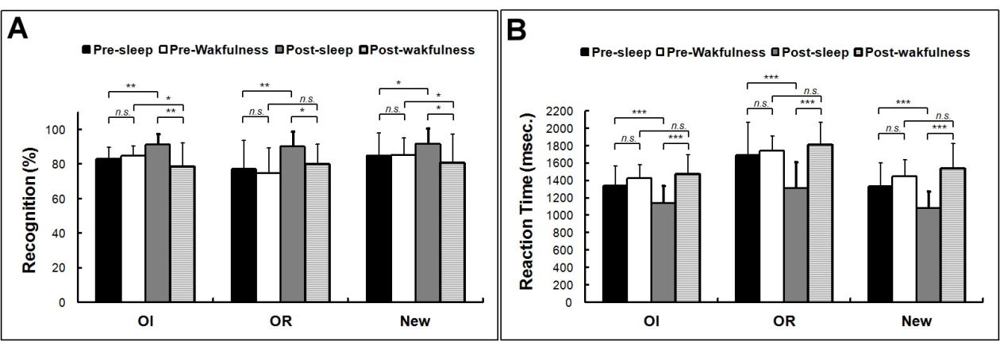 A
Pre-sleep Pre-Wakfulness Post-sleep Post-wakfulness
** ** *
* n.s. *
n.s. ** n.s. * n.s. *
100
80
60
40
20
0
Recognition (%)
OI OR New
B
Pre-sleep Pre-Wakfulness Post-sleep Post-wakfulness
*** *** ***
n.s. n.s. n.s.
n.s. *** n.s. *** n.s. ***
2200
2000
1800
1600
1400
1200
1000
800
600
400
200
0
Reaction Time (msec.)
OI OR New